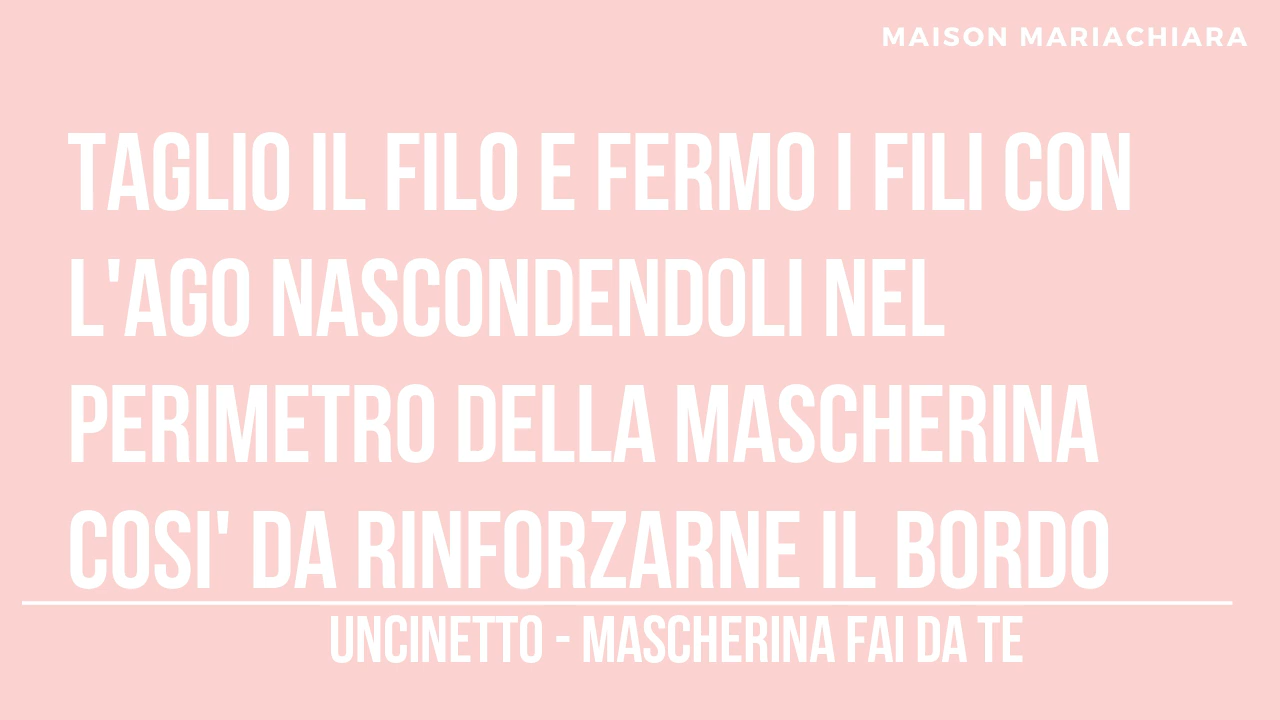 MAISON MARIACHIARA
TAGLIO IL FILO E FERMO I FILI CON
L'AGO NASCONDENDOLI NEL
PERIMETRO DELLA MASCHERINA
COSI' DA RINFORZARNE IL BORDO
UNCINETTO - MASCHERINA FAI DA TE